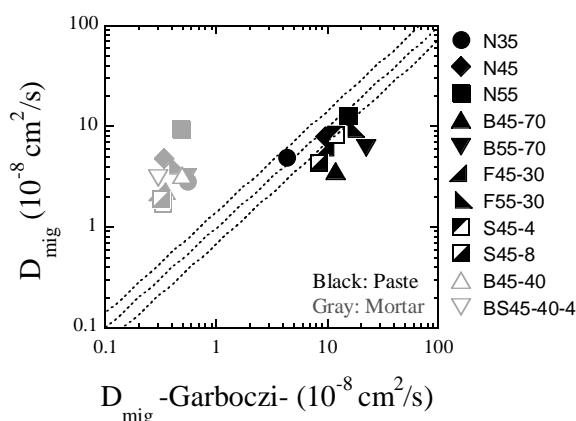 100
10
1
0.1
0.1
1
10
100
D_mig (10^-8 cm^2/s)
D_mig -Garboczi- (10^-8 cm^2/s)
Black: Paste
Gray: Mortar
N35
N45
N55
B45-70
B55-70
F45-30
F55-30
S45-4
S45-8
B45-40
BS45-40-4